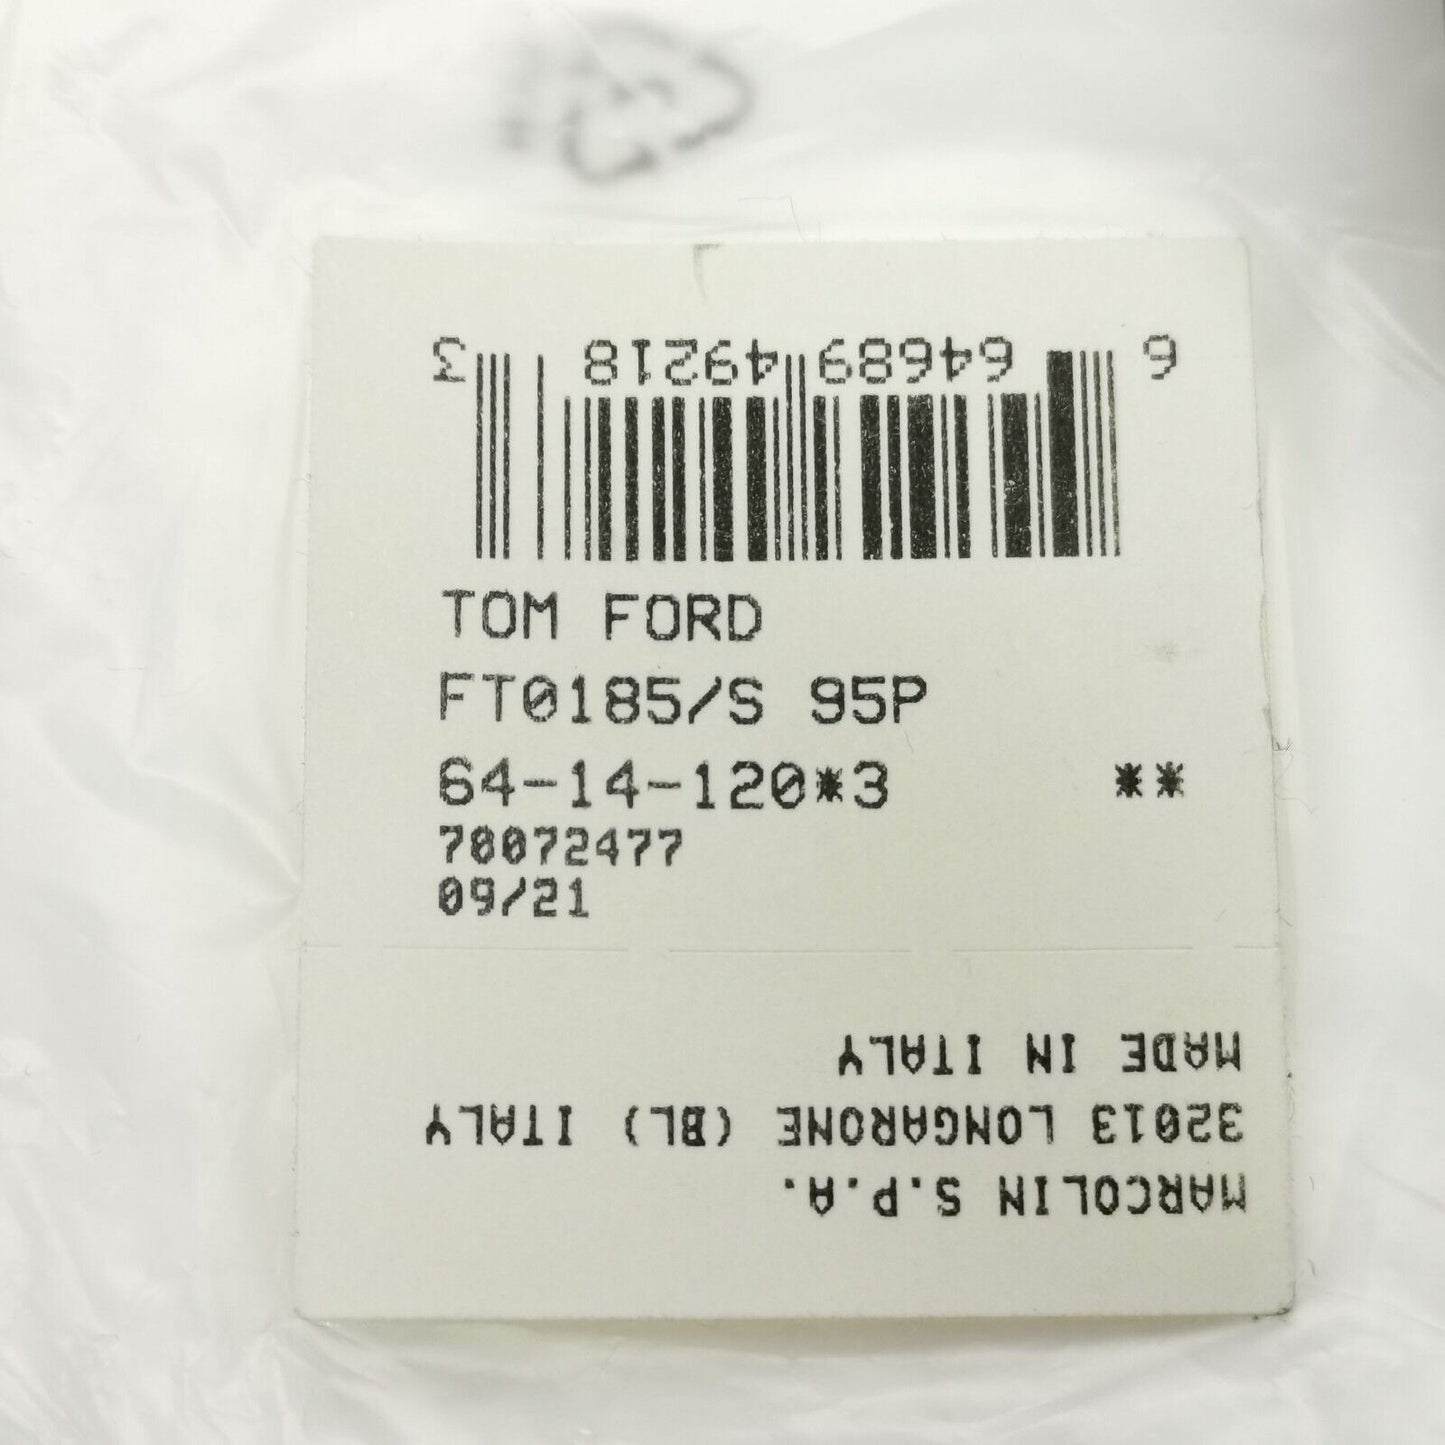 6 64689 49218 3
TOM FORD
FT0185/S 95P
64-14-120*3 **
70072477
09/21
MARCOLIN S.P.A.
32013 LONGARONE (BL) ITALY
MADE IN ITALY